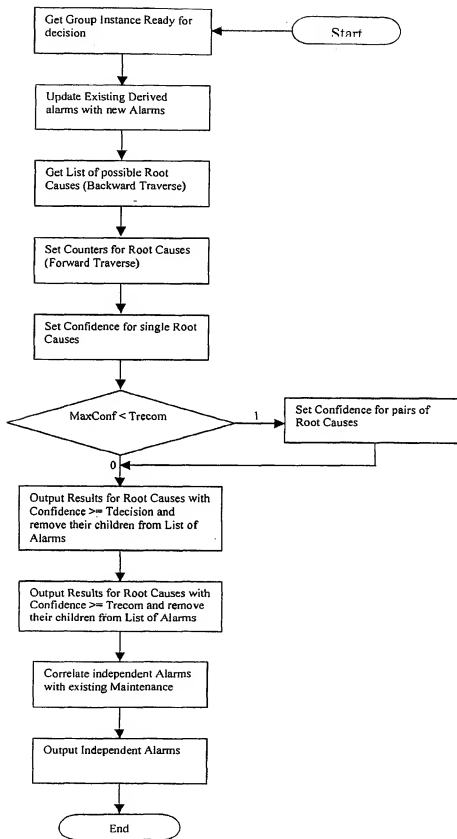 Start
Get Group Instance Ready for
decision
Update Existing Derived
alarms with new Alarms
Get List of possible Root
Causes (Backward Traverse)
Set Counters for Root Causes
(Forward Traverse)
Set Confidence for single Root
Causes
MaxConf < Trecom
1
Set Confidence for pairs of
Root Causes
0
Output Results for Root Causes with
Confidence >= Tdecision and
remove their children from List of
Alarms
Output Results for Root Causes with
Confidence >= Trecom and remove
their children from List of Alarms
Correlate independent Alarms
with existing Maintenance
Output Independent Alarms
End